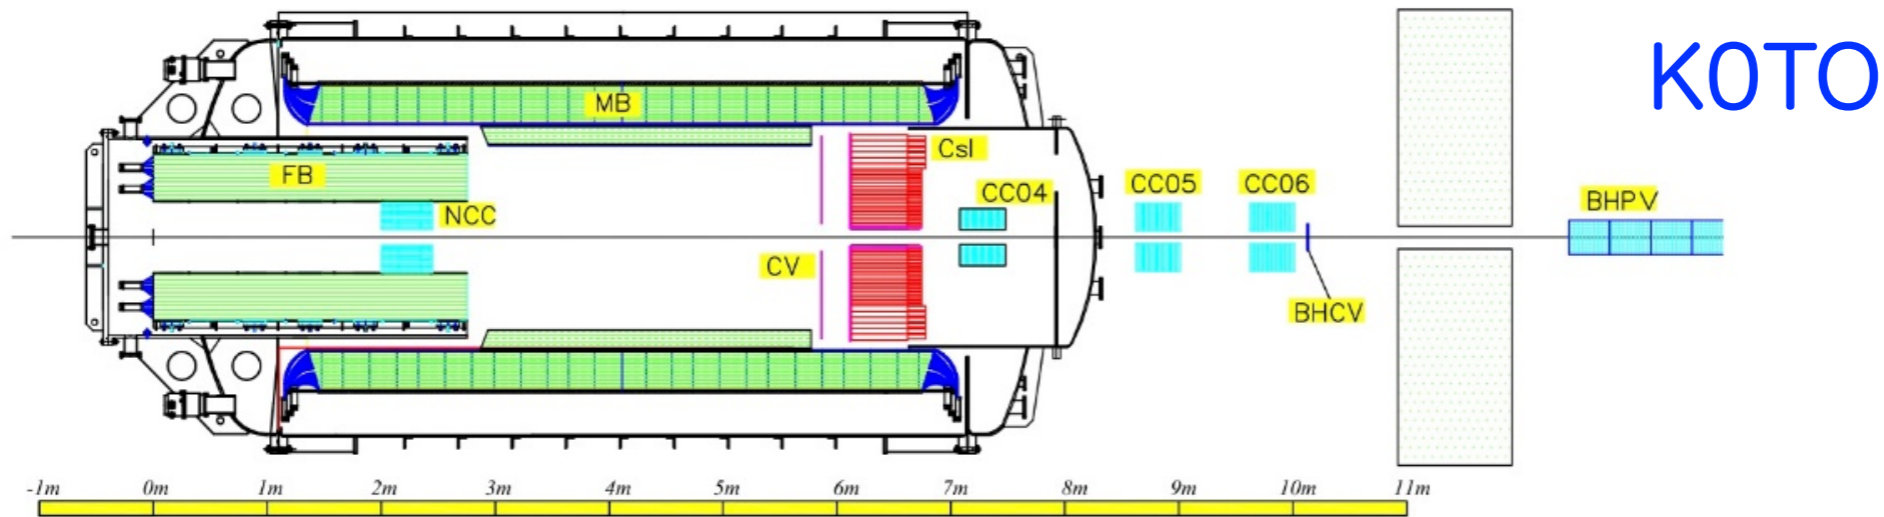 K0TO
MB
FB
CsI
NCC
CC04
CC05
CC06
BHPV
CV
BHCV
-1m 0m 1m 2m 3m 4m 5m 6m 7m 8m 9m 10m 11m